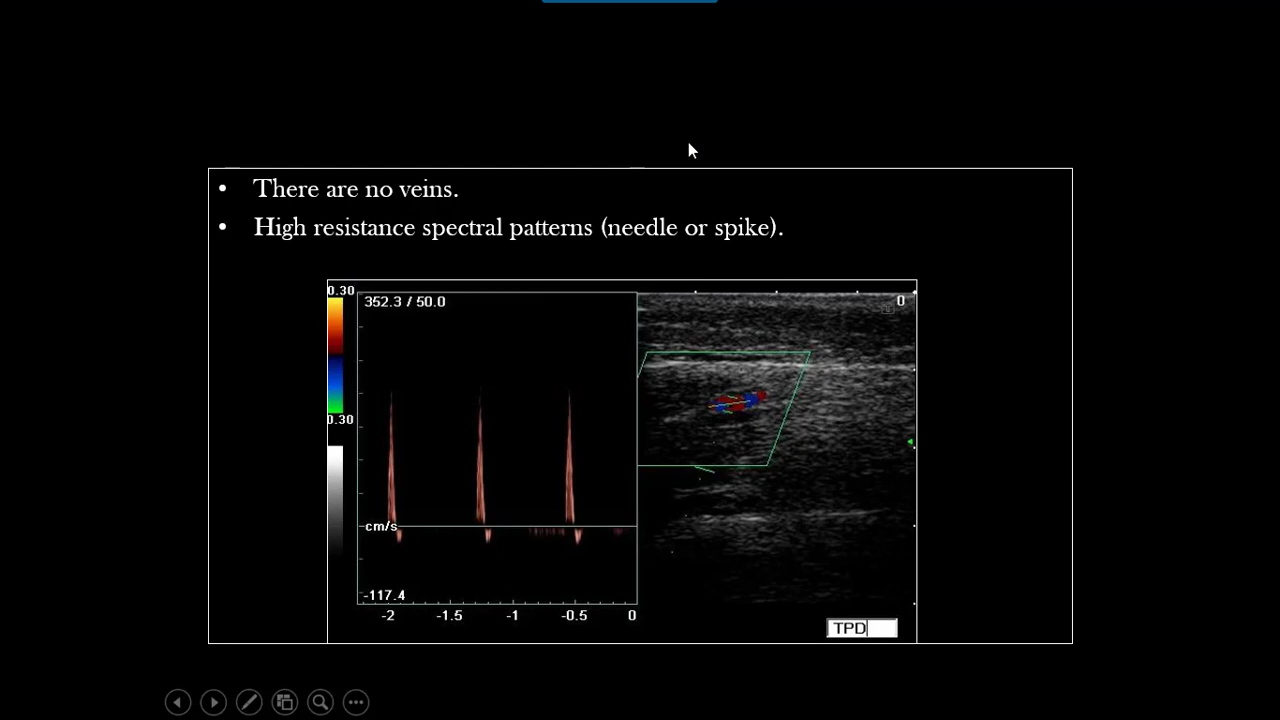 • There are no veins.
• High resistance spectral patterns (needle or spike).
0.30
352.3 / 50.0
0
0.30
cm/s
-117.4
-2 -1.5 -1 -0.5 0
TPD